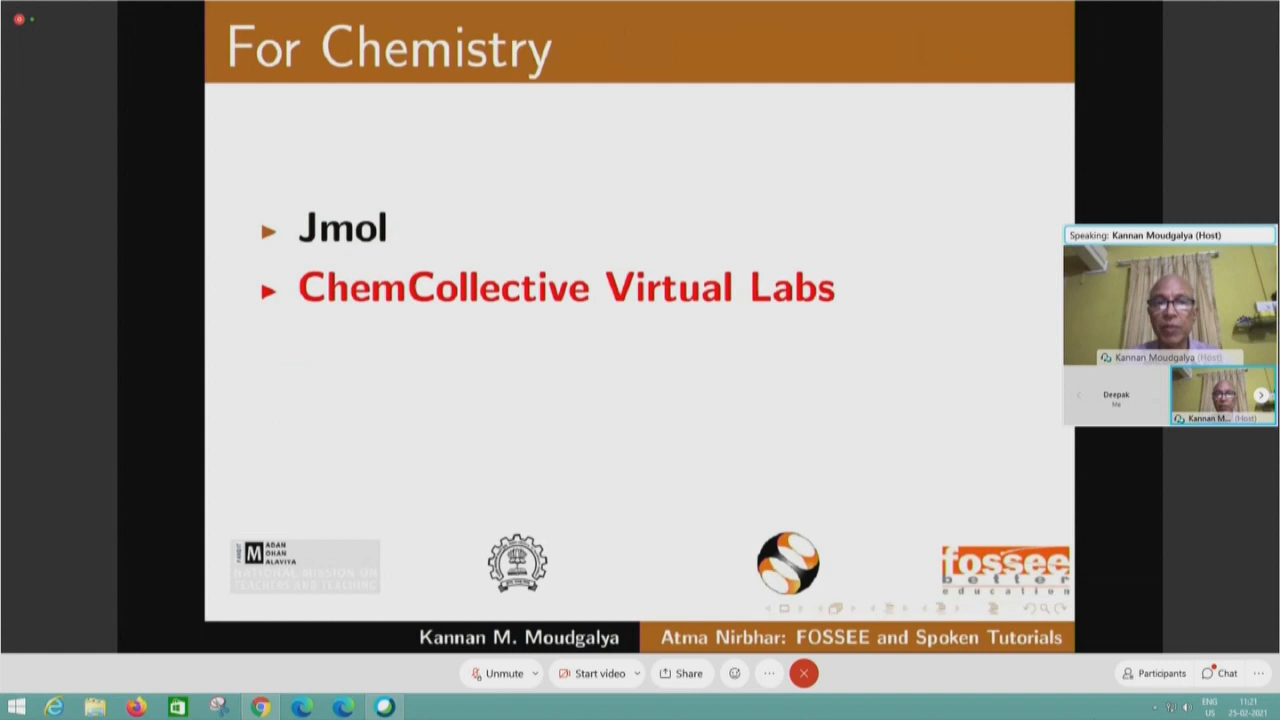 For Chemistry
Jmol
ChemCollective Virtual Labs
Speaking: Kannan Moudgalya (Host)
Kannan Moudgalya (Host)
Deepak
Me
Kannan M... (Host)
MADAN
MOHAN
MALAVIYA
NATIONAL MISSION ON
TEACHERS AND TEACHING
fossee
better
education
Kannan M. Moudgalya
Atma Nirbhar: FOSSEE and Spoken Tutorials
Unmute
Start video
Share
Participants
Chat
ENG
US
11:21
25-02-2021